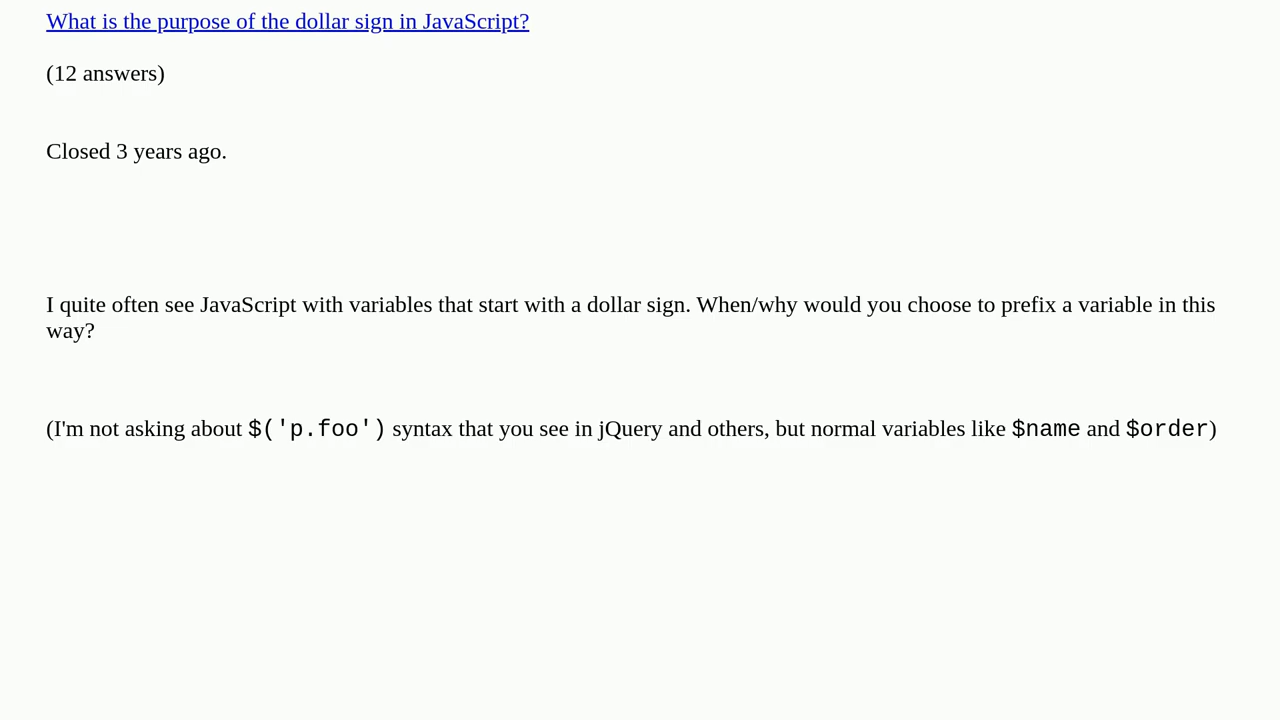 What is the purpose of the dollar sign in JavaScript?
(12 answers)
Closed 3 years ago.
I quite often see JavaScript with variables that start with a dollar sign. When/why would you choose to prefix a variable in this
way?
(I'm not asking about $('p.foo') syntax that you see in jQuery and others, but normal variables like $name and $order)